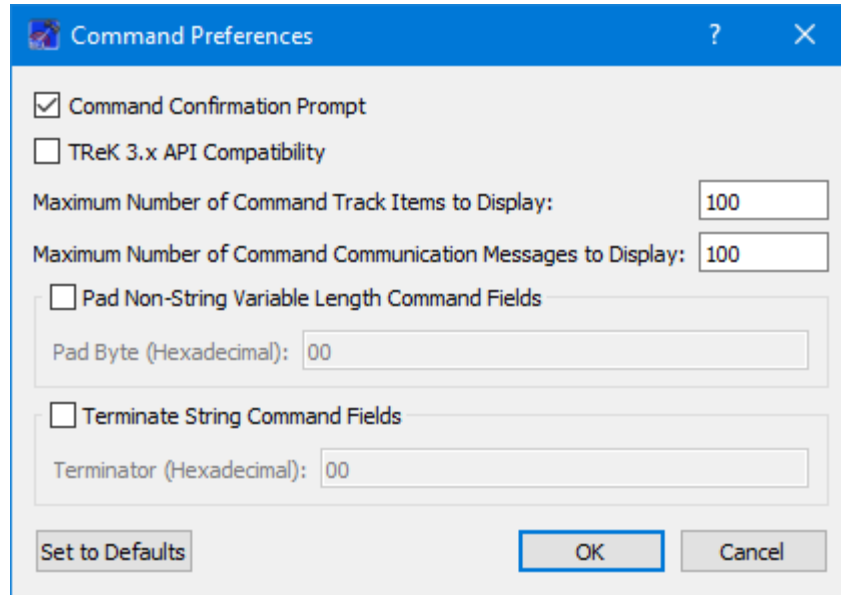 Command Preferences
Command Confirmation Prompt
TReK 3.x API Compatibility
Maximum Number of Command Track Items to Display: 100
Maximum Number of Command Communication Messages to Display: 100
Pad Non-String Variable Length Command Fields
Pad Byte (Hexadecimal): 00
Terminate String Command Fields
Terminator (Hexadecimal): 00
Set to Defaults OK Cancel